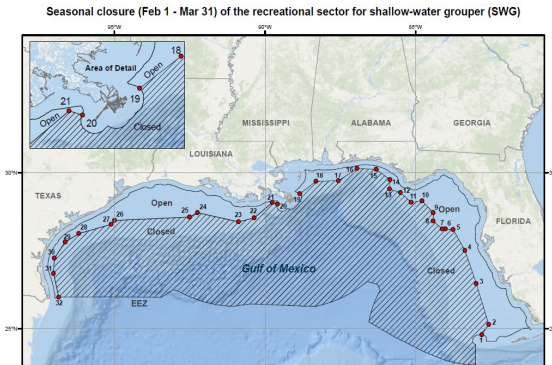 Seasonal closure (Feb 1 - Mar 31) of the recreational sector for shallow-water grouper (SWG)
95°W 90°W 85°W
18
Area of Detail
Open
19
21
Open
20
Closed
MISSISSIPPI ALABAMA GEORGIA
LOUISIANA
30°N 30°N
TEXAS
FLORIDA
18 17 16 15 14
13 12 11 10
19
21 20
Open
22 23
24 25
26 27
28 29
30 31 32
Closed
9 Open
8 7 6 5
4
Closed
3
2
1
Gulf of Mexico
EEZ
25°N 25°N